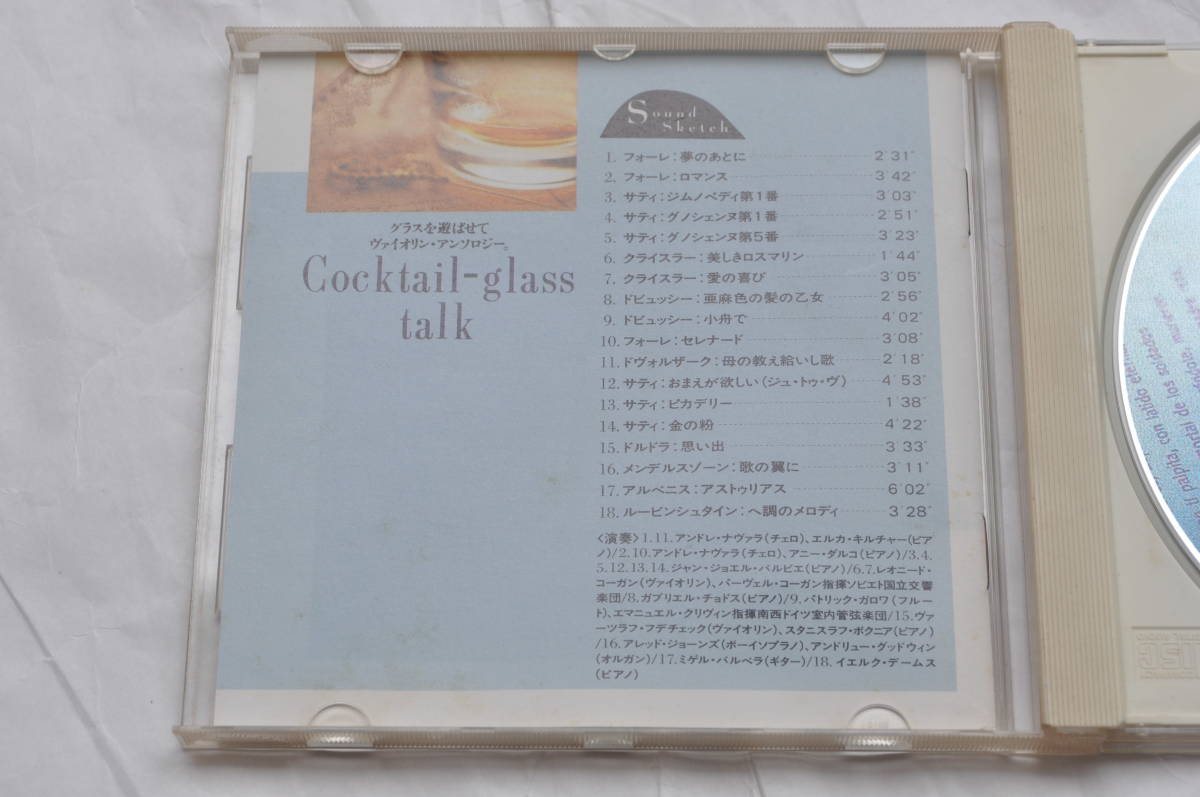 グラスを遊ばせて
ヴァイオリン・アンソロジー。
Cocktail-glass
talk
Sound
Sketch
1. フォーレ：夢のあとに 2'31"
2. フォーレ：ロマンス 3'42"
3. サティ：ジムノペディ第1番 3'03"
4. サティ：グノシェンヌ第1番 2'51"
5. サティ：グノシェンヌ第5番 3'23"
6. クライスラー：美しきロスマリン 1'44"
7. クライスラー：愛の喜び 3'05"
8. ドビュッシー：亜麻色の髪の乙女 2'56"
9. ドビュッシー：小舟で 4'02"
10. フォーレ：セレナード 3'08"
11. ドヴォルザーク：母の教え給いし歌 2'18"
12. サティ：おまえが欲しい（ジュ・トゥ・ヴ） 4'53"
13. サティ：ピカデリー 1'38"
14. サティ：金の粉 4'22"
15. ドルドラ：思い出 3'33"
16. メンデルスゾーン：歌の翼に 3'11"
17. アルベニス：アストゥリアス 6'02"
18. ルービンシュタイン：ヘ調のメロディ 3'28"
〈演奏〉1.11.アンドレ・ナヴァラ（チェロ）、エルカ・キルチャー（ピア
ノ）/2.10.アンドレ・ナヴァラ（チェロ）、アニー・ダルコ（ピアノ）/3.4.
5.12.13.14.ジャン・ジョエル・バルビエ（ピアノ）/6.7.レオニード・
コーガン（ヴァイオリン）、パーヴェル・コーガン指揮ソビエト国立交響
楽団/8.ガブリエル・チョドス（ピアノ）/9.パトリック・ガロワ（フルー
ト）、エマニュエル・クリヴィン指揮南西ドイツ室内管弦楽団/15.ヴァ
ーツラフ・フデチェック（ヴァイオリン）、スタニスラフ・ボクニア（ピアノ）
/16.アレッド・ジョーンズ（ボーイソプラノ）、アンドリュー・グッドウィン
（オルガン）/17.ミゲル・バルベラ（ギター）/18.イエルク・デームス
（ピアノ）
palpita, con latido
de los